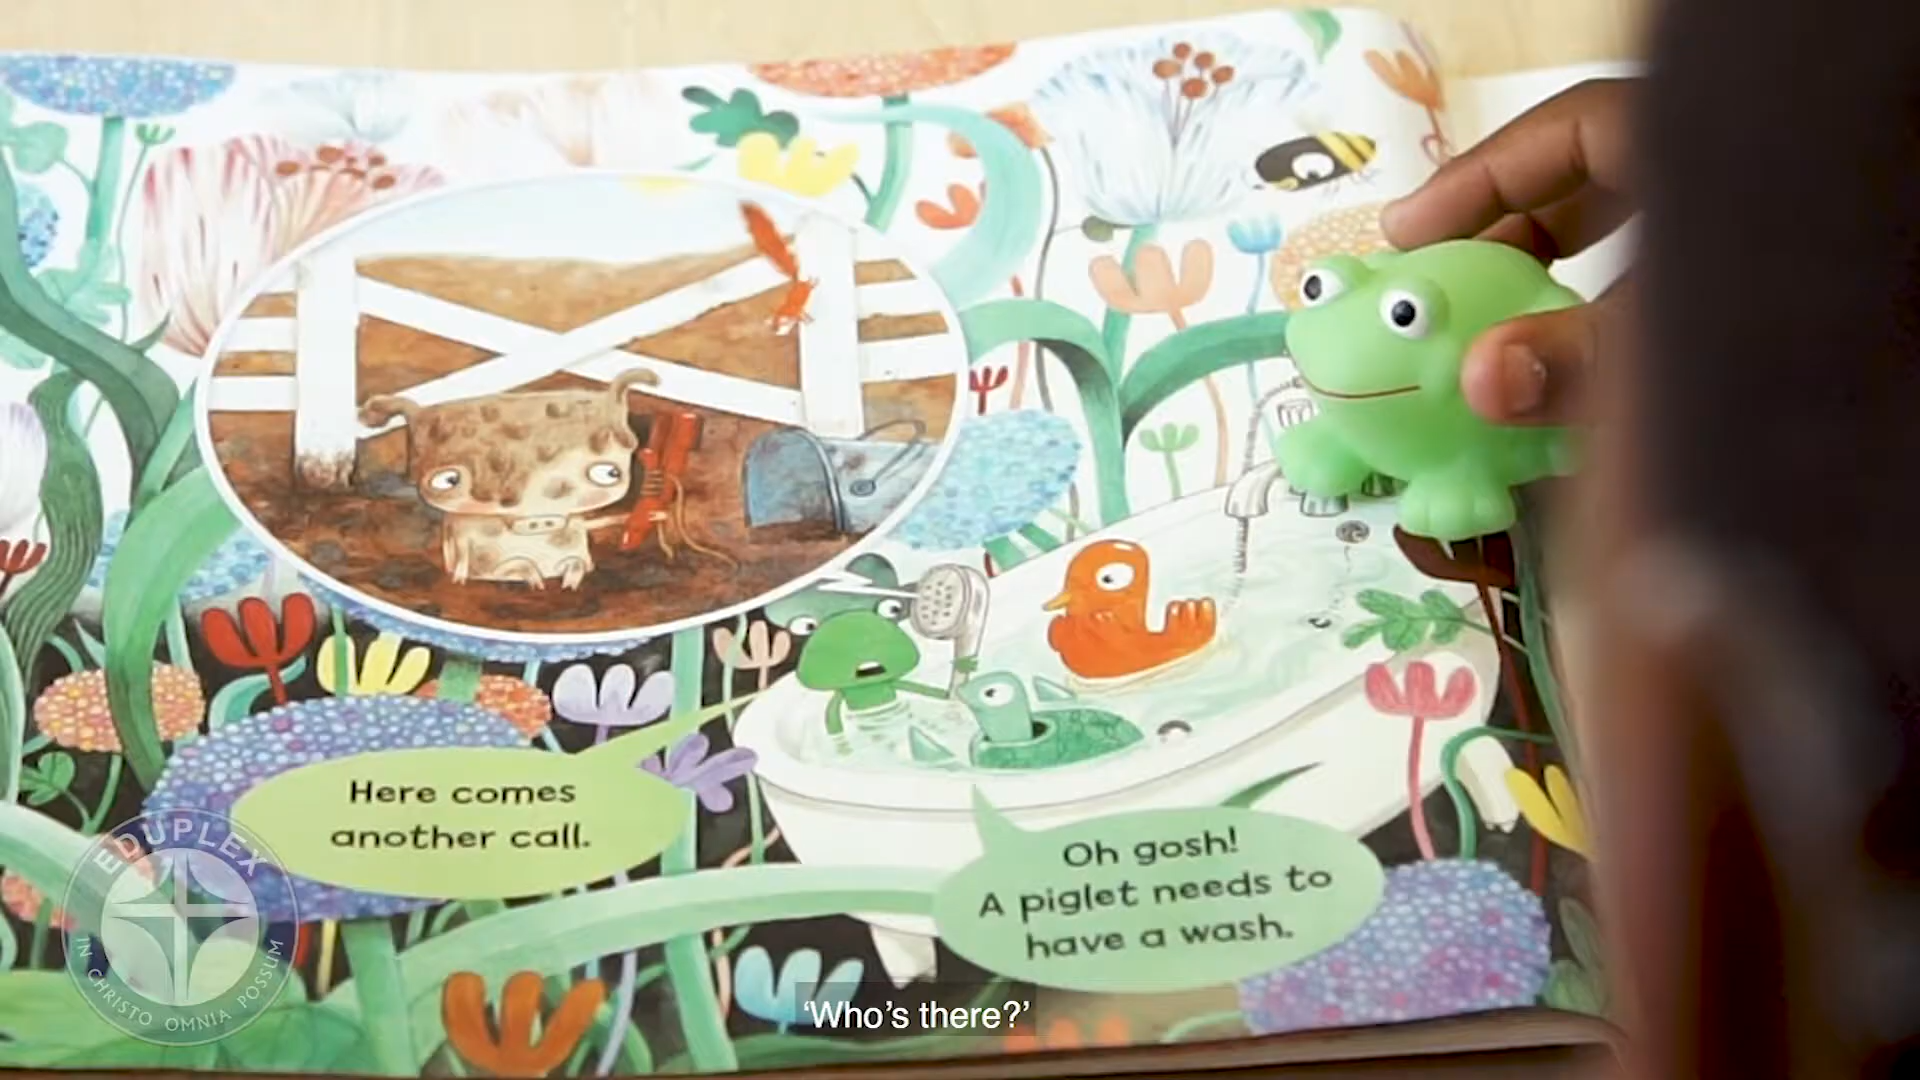 Here comes
another call.
Oh gosh!
A piglet needs to
have a wash.
EDUPLEX
IN CHRISTO OMNIA POSSUM
‘Who’s there?’